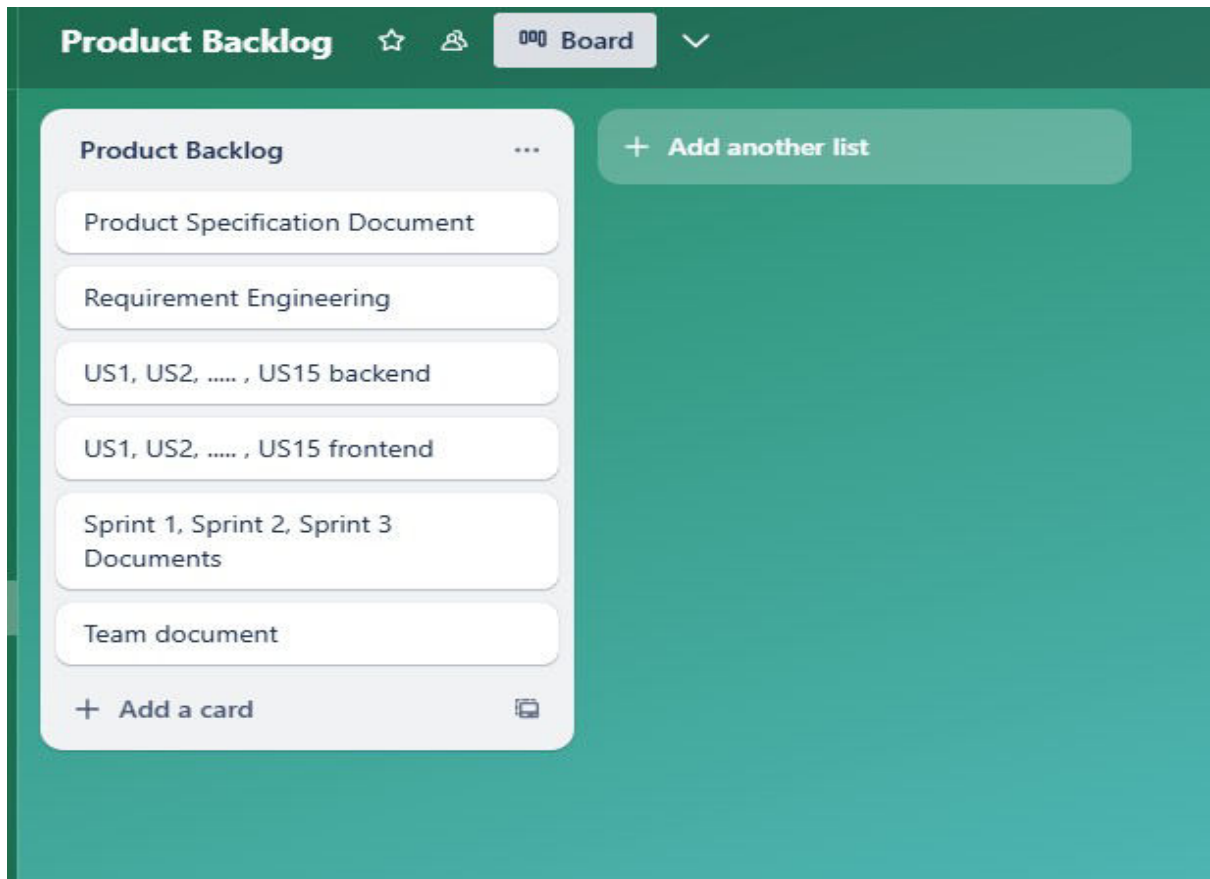 Product Backlog
Board
Product Backlog
Add another list
Product Specification Document
Requirement Engineering
US1, US2, ..... , US15 backend
US1, US2, ..... , US15 frontend
Sprint 1, Sprint 2, Sprint 3
Documents
Team document
Add a card